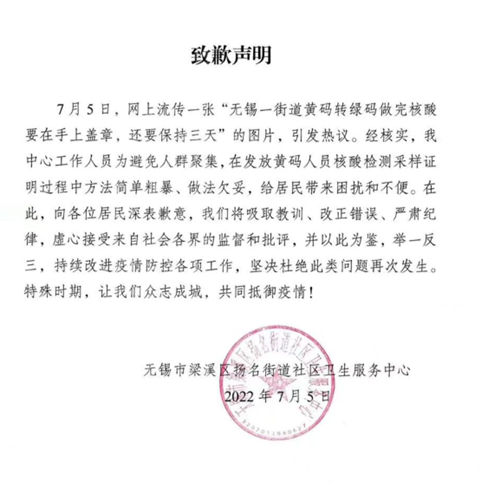 致歉声明
7月5日，网上流传一张“无锡一街道黄码转绿码做完核酸
要在手上盖章，还要保持三天”的图片，引发热议。经核实，我
中心工作人员为避免人群聚集，在发放黄码人员核酸检测采样证
明过程中方法简单粗暴、做法欠妥，给居民带来困扰和不便。在
此，向各位居民深表歉意，我们将吸取教训、改正错误、严肃纪
律，虚心接受来自社会各界的监督和批评，并以此为鉴，举一反
三，持续改进疫情防控各项工作，坚决杜绝此类问题再次发生。
特殊时期，让我们众志成城，共同抵御疫情！
无锡市梁溪区扬名街道社区卫生服务中心
2022年7月5日